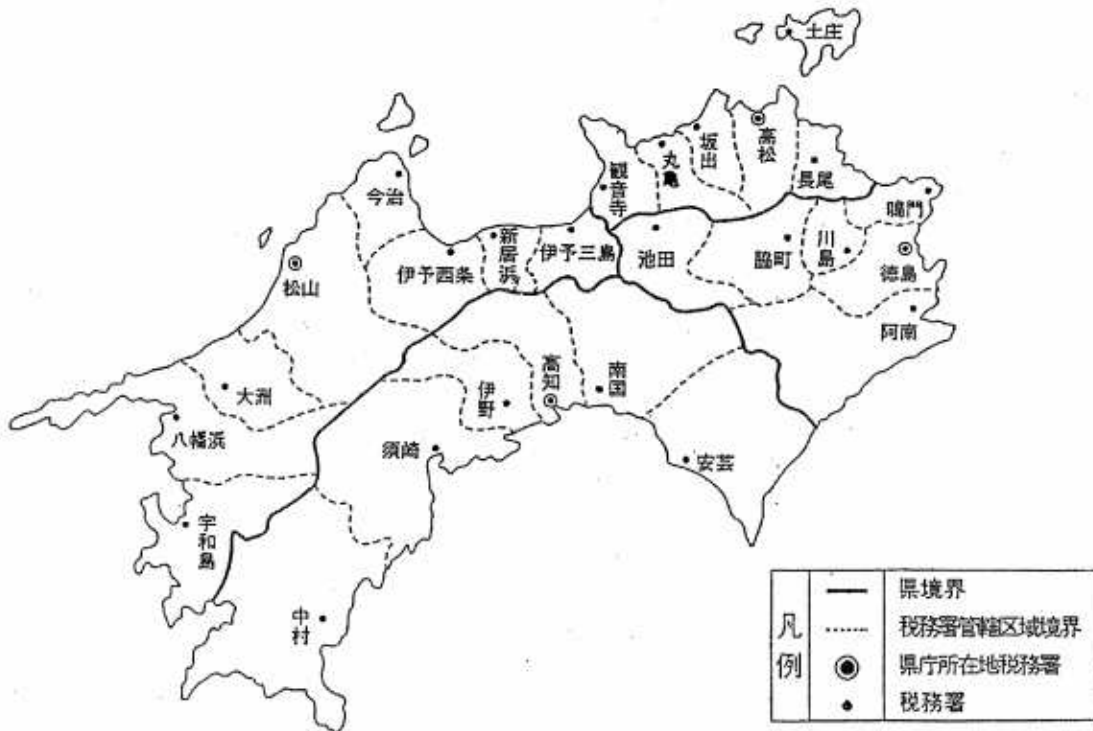 土庄
高松
坂出
丸亀
長尾
観音寺
鳴門
今治
新居浜
伊予三島
池田
脇町
川島
徳島
松山
伊予西条
阿南
高知
南国
伊野
大洲
八幡浜
須崎
安芸
宇和島
中村
凡例
県境界
税務署管轄区域境界
県庁所在地税務署
税務署